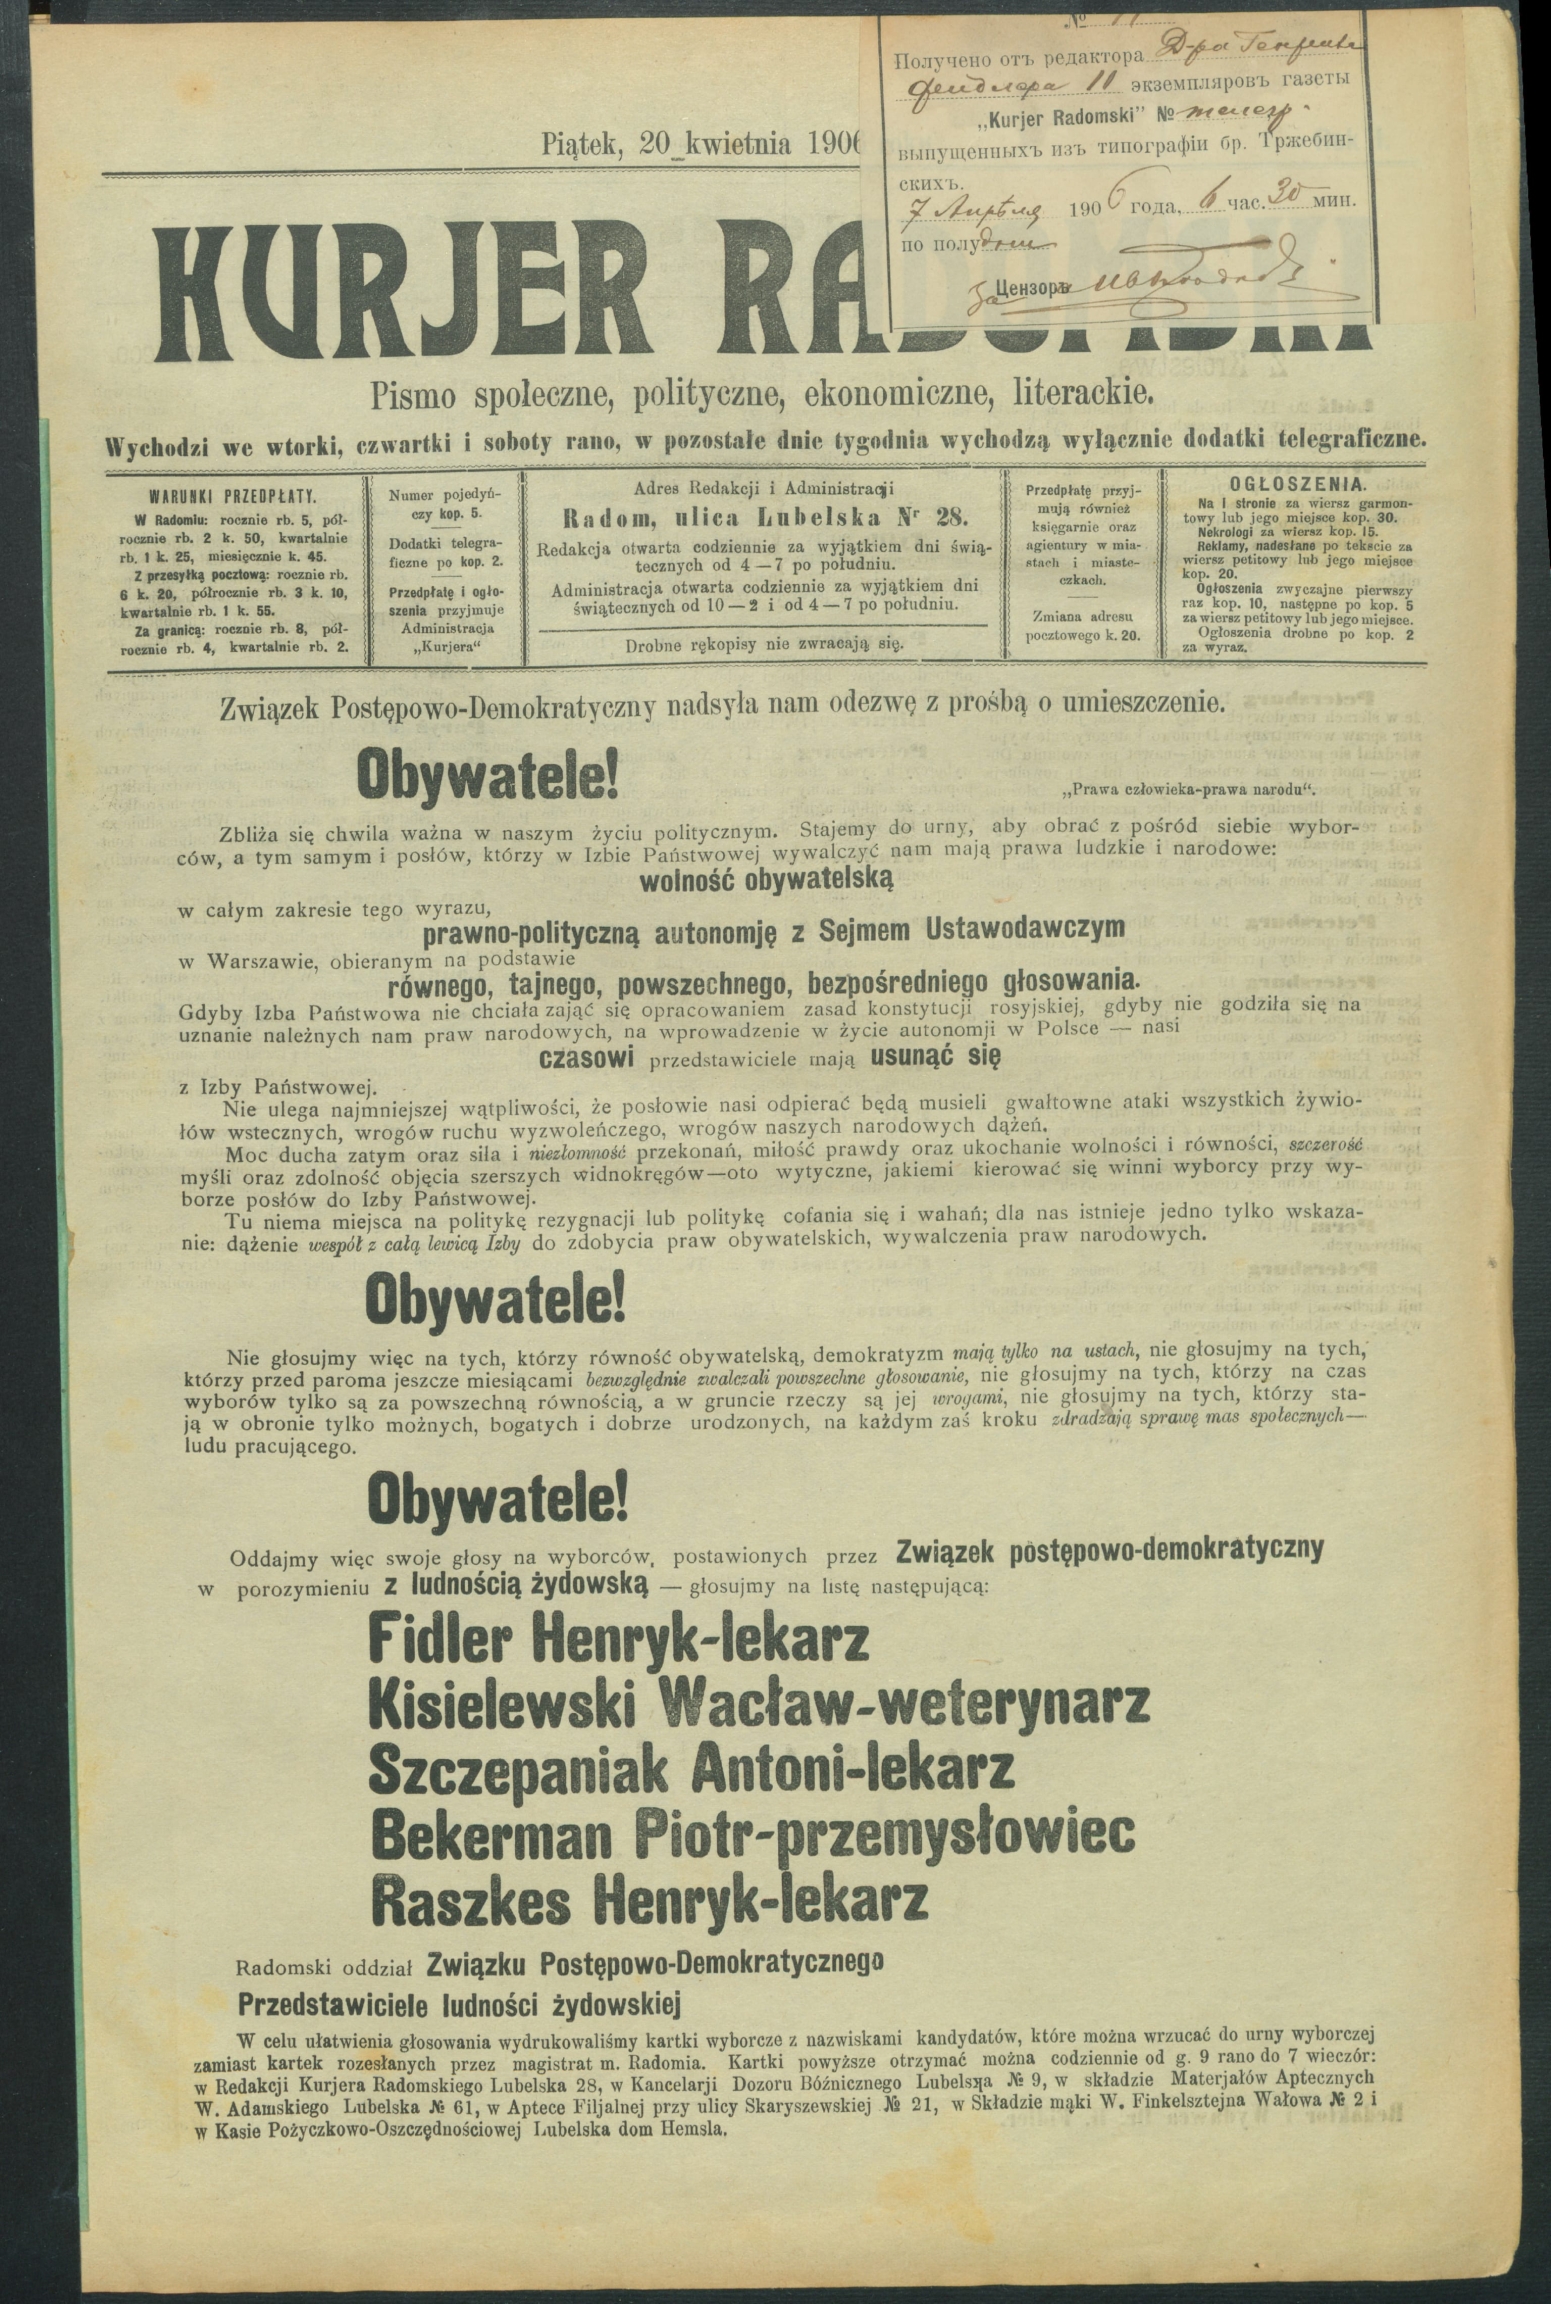 № 11
Получено отъ редактора Д-ра Генриха
Фидлера 11 экземпляровъ газеты
„Kurjer Radomski" № телегр.
выпущенныхъ изъ типографіи бр. Тржебин-
скихъ.
7 Апрѣля 1906 года, 6 час. 30 мин.
по полудни
За Цензоръ
Piątek, 20 kwietnia 1906
KURJER RADOMSKI
Pismo społeczne, polityczne, ekonomiczne, literackie.
Wychodzi we wtorki, czwartki i soboty rano, w pozostałe dnie tygodnia wychodzą wyłącznie dodatki telegraficzne.
WARUNKI PRZEDPŁATY.
W Radomiu: rocznie rb. 5, pół-
rocznie rb. 2 k. 50, kwartalnie
rb. 1 k. 25, miesięcznie k. 45.
Z przesyłką pocztową: rocznie rb.
6 k. 20, półrocznie rb. 3 k. 10,
kwartalnie rb. 1 k. 55.
Za granicą: rocznie rb. 8, pół-
rocznie rb. 4, kwartalnie rb. 2.
Numer pojedyń-
czy kop. 5.
Dodatki telegra-
ficzne po kop. 2.
Przedpłatę i ogło-
szenia przyjmuje
Administracja
„Kurjera“
Adres Redakcji i Administracji
Radom, ulica Lubelska Nr 28.
Redakcja otwarta codziennie za wyjątkiem dni świą-
tecznych od 4 — 7 po południu.
Administracja otwarta codziennie za wyjątkiem dni
świątecznych od 10 — 2 i od 4 — 7 po południu.
Drobne rękopisy nie zwracają się.
Przedpłatę przyj-
mują również
księgarnie oraz
agientury w mia-
stach i miaste-
czkach.
Zmiana adresu
pocztowego k. 20.
OGŁOSZENIA.
Na I stronie za wiersz garmon-
towy lub jego miejsce kop. 30.
Nekrologi za wiersz kop. 15.
Reklamy, nadesłane po tekście za
wiersz petitowy lub jego miejsce
kop. 20.
Ogłoszenia zwyczajne pierwszy
raz kop. 10, następne po kop. 5
za wiersz petitowy lub jego miejsce.
Ogłoszenia drobne po kop. 2
za wyraz.
Związek Postępowo-Demokratyczny nadsyła nam odezwę z prośbą o umieszczenie.
Obywatele!
„Prawa człowieka-prawa narodu“.
Zbliża się chwila ważna w naszym życiu politycznym. Stajemy do urny, aby obrać z pośród siebie wybor-
ców, a tym samym i posłów, którzy w Izbie Państwowej wywalczyć nam mają prawa ludzkie i narodowe:
wolność obywatelską
w całym zakresie tego wyrazu,
prawno-polityczną autonomję z Sejmem Ustawodawczym
w Warszawie, obieranym na podstawie
równego, tajnego, powszechnego, bezpośredniego głosowania.
Gdyby Izba Państwowa nie chciała zająć się opracowaniem zasad konstytucji rosyjskiej, gdyby nie godziła się na
uznanie należnych nam praw narodowych, na wprowadzenie w życie autonomji w Polsce — nasi
czasowi przedstawiciele mają usunąć się
z Izby Państwowej.
Nie ulega najmniejszej wątpliwości, że posłowie nasi odpierać będą musieli gwałtowne ataki wszystkich żywio-
łów wstecznych, wrogów ruchu wyzwoleńczego, wrogów naszych narodowych dążeń.
Moc ducha zatym oraz siła i niezłomność przekonań, miłość prawdy oraz ukochanie wolności i równości, szczerość
myśli oraz zdolność objęcia szerszych widnokręgów—oto wytyczne, jakiemi kierować się winni wyborcy przy wy-
borze posłów do Izby Państwowej.
Tu niema miejsca na politykę rezygnacji lub politykę cofania się i wahań; dla nas istnieje jedno tylko wskaza-
nie: dążenie wespół z całą lewicą Izby do zdobycia praw obywatelskich, wywalczenia praw narodowych.
Obywatele!
Nie głosujmy więc na tych, którzy równość obywatelską, demokratyzm mają tylko na ustach, nie głosujmy na tych,
którzy przed paroma jeszcze miesiącami bezwzględnie zwalczali powszechne głosowanie, nie głosujmy na tych, którzy na czas
wyborów tylko są za powszechną równością, a w gruncie rzeczy są jej wrogami, nie głosujmy na tych, którzy sta-
ją w obronie tylko możnych, bogatych i dobrze urodzonych, na każdym zaś kroku zdradzają sprawę mas społecznych—
ludu pracującego.
Obywatele!
Oddajmy więc swoje głosy na wyborców, postawionych przez Związek postępowo-demokratyczny
w porozymieniu z ludnością żydowską — głosujmy na listę następującą:
Fidler Henryk-lekarz
Kisielewski Wacław-weterynarz
Szczepaniak Antoni-lekarz
Bekerman Piotr-przemysłowiec
Raszkes Henryk-lekarz
Radomski oddział Związku Postępowo-Demokratycznego
Przedstawiciele ludności żydowskiej
W celu ułatwienia głosowania wydrukowaliśmy kartki wyborcze z nazwiskami kandydatów, które można wrzucać do urny wyborczej
zamiast kartek rozesłanych przez magistrat m. Radomia. Kartki powyższe otrzymać można codziennie od g. 9 rano do 7 wieczór:
w Redakcji Kurjera Radomskiego Lubelska 28, w Kancelarji Dozoru Bóźnicznego Lubelska № 9, w składzie Materjałów Aptecznych
W. Adamskiego Lubelska № 61, w Aptece Filjalnej przy ulicy Skaryszewskiej № 21, w Składzie mąki W. Finkelsztejna Wałowa № 2 i
w Kasie Pożyczkowo-Oszczędnościowej Lubelska dom Hemsla.